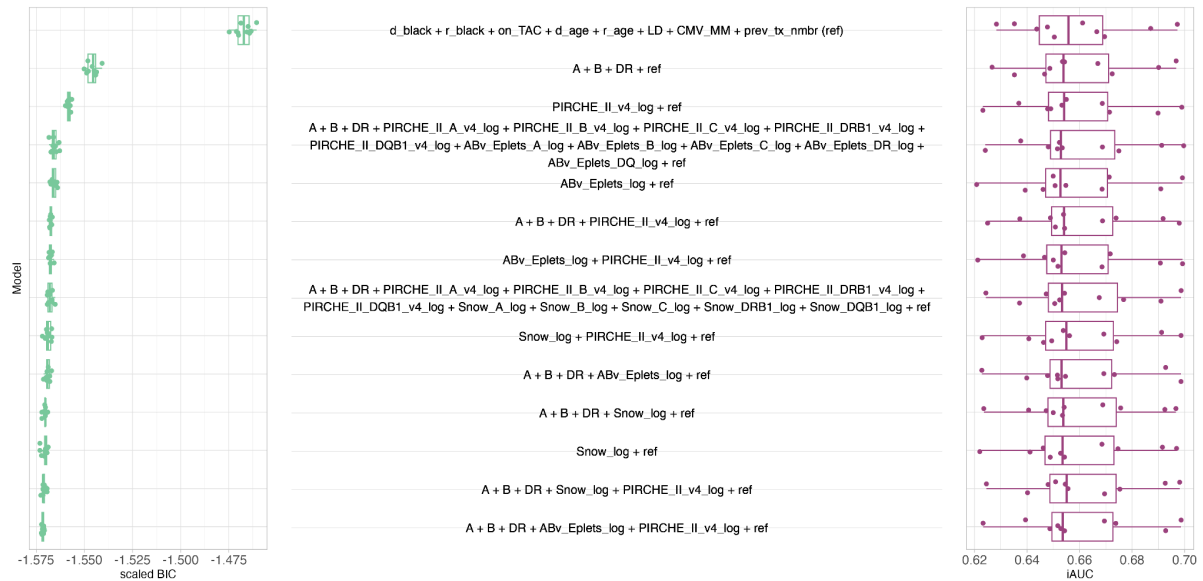 d_black + r_black + on_TAC + d_age + r_age + LD + CMV_MM + prev_tx_nmbr (ref)
A + B + DR + ref
PIRCHE_II_v4_log + ref
A + B + DR + PIRCHE_II_A_v4_log + PIRCHE_II_B_v4_log + PIRCHE_II_C_v4_log + PIRCHE_II_DRB1_v4_log +
PIRCHE_II_DQB1_v4_log + ABv_Eplets_A_log + ABv_Eplets_B_log + ABv_Eplets_C_log + ABv_Eplets_DR_log +
ABv_Eplets_DQ_log + ref
ABv_Eplets_log + ref
A + B + DR + PIRCHE_II_v4_log + ref
ABv_Eplets_log + PIRCHE_II_v4_log + ref
A + B + DR + PIRCHE_II_A_v4_log + PIRCHE_II_B_v4_log + PIRCHE_II_C_v4_log + PIRCHE_II_DRB1_v4_log +
PIRCHE_II_DQB1_v4_log + Snow_A_log + Snow_B_log + Snow_C_log + Snow_DRB1_log + Snow_DQB1_log + ref
Snow_log + PIRCHE_II_v4_log + ref
A + B + DR + ABv_Eplets_log + ref
A + B + DR + Snow_log + ref
Snow_log + ref
A + B + DR + Snow_log + PIRCHE_II_v4_log + ref
A + B + DR + ABv_Eplets_log + PIRCHE_II_v4_log + ref
Model
-1.575 -1.550 -1.525 -1.500 -1.475
scaled BIC
0.62 0.64 0.66 0.68 0.70
iAUC